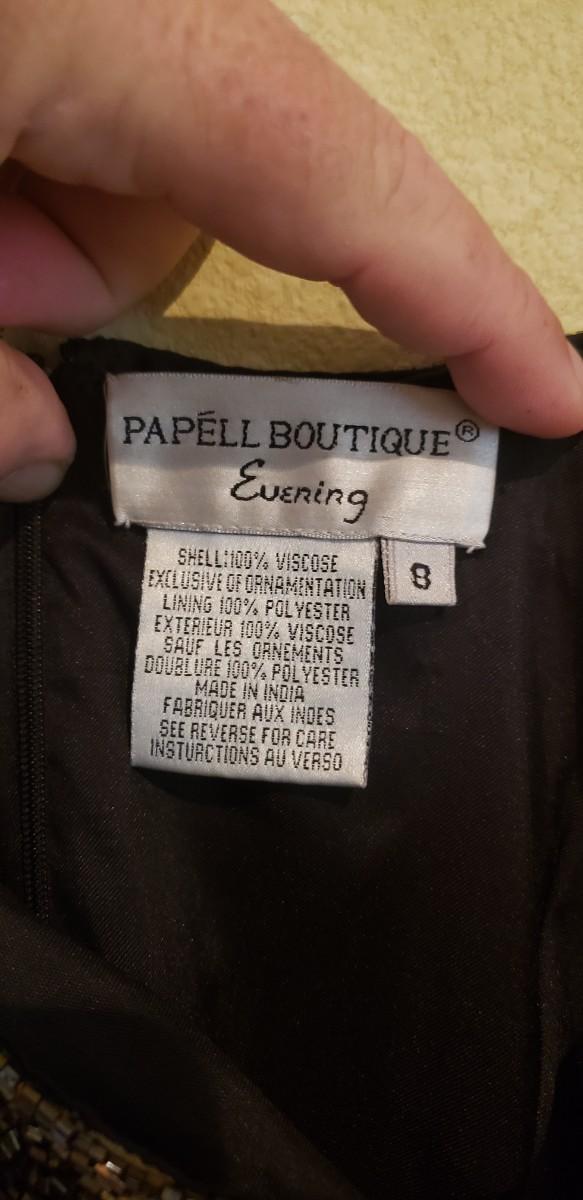 PAPÉLL BOUTIQUE®
Evening
8
SHELL:100% VISCOSE
EXCLUSIVE OF ORNAMENTATION
LINING 100% POLYESTER
EXTERIEUR 100% VISCOSE
SAUF LES ORNEMENTS
DOUBLURE 100% POLYESTER
MADE IN INDIA
FABRIQUER AUX INDES
SEE REVERSE FOR CARE
INSTURCTIONS AU VERSO